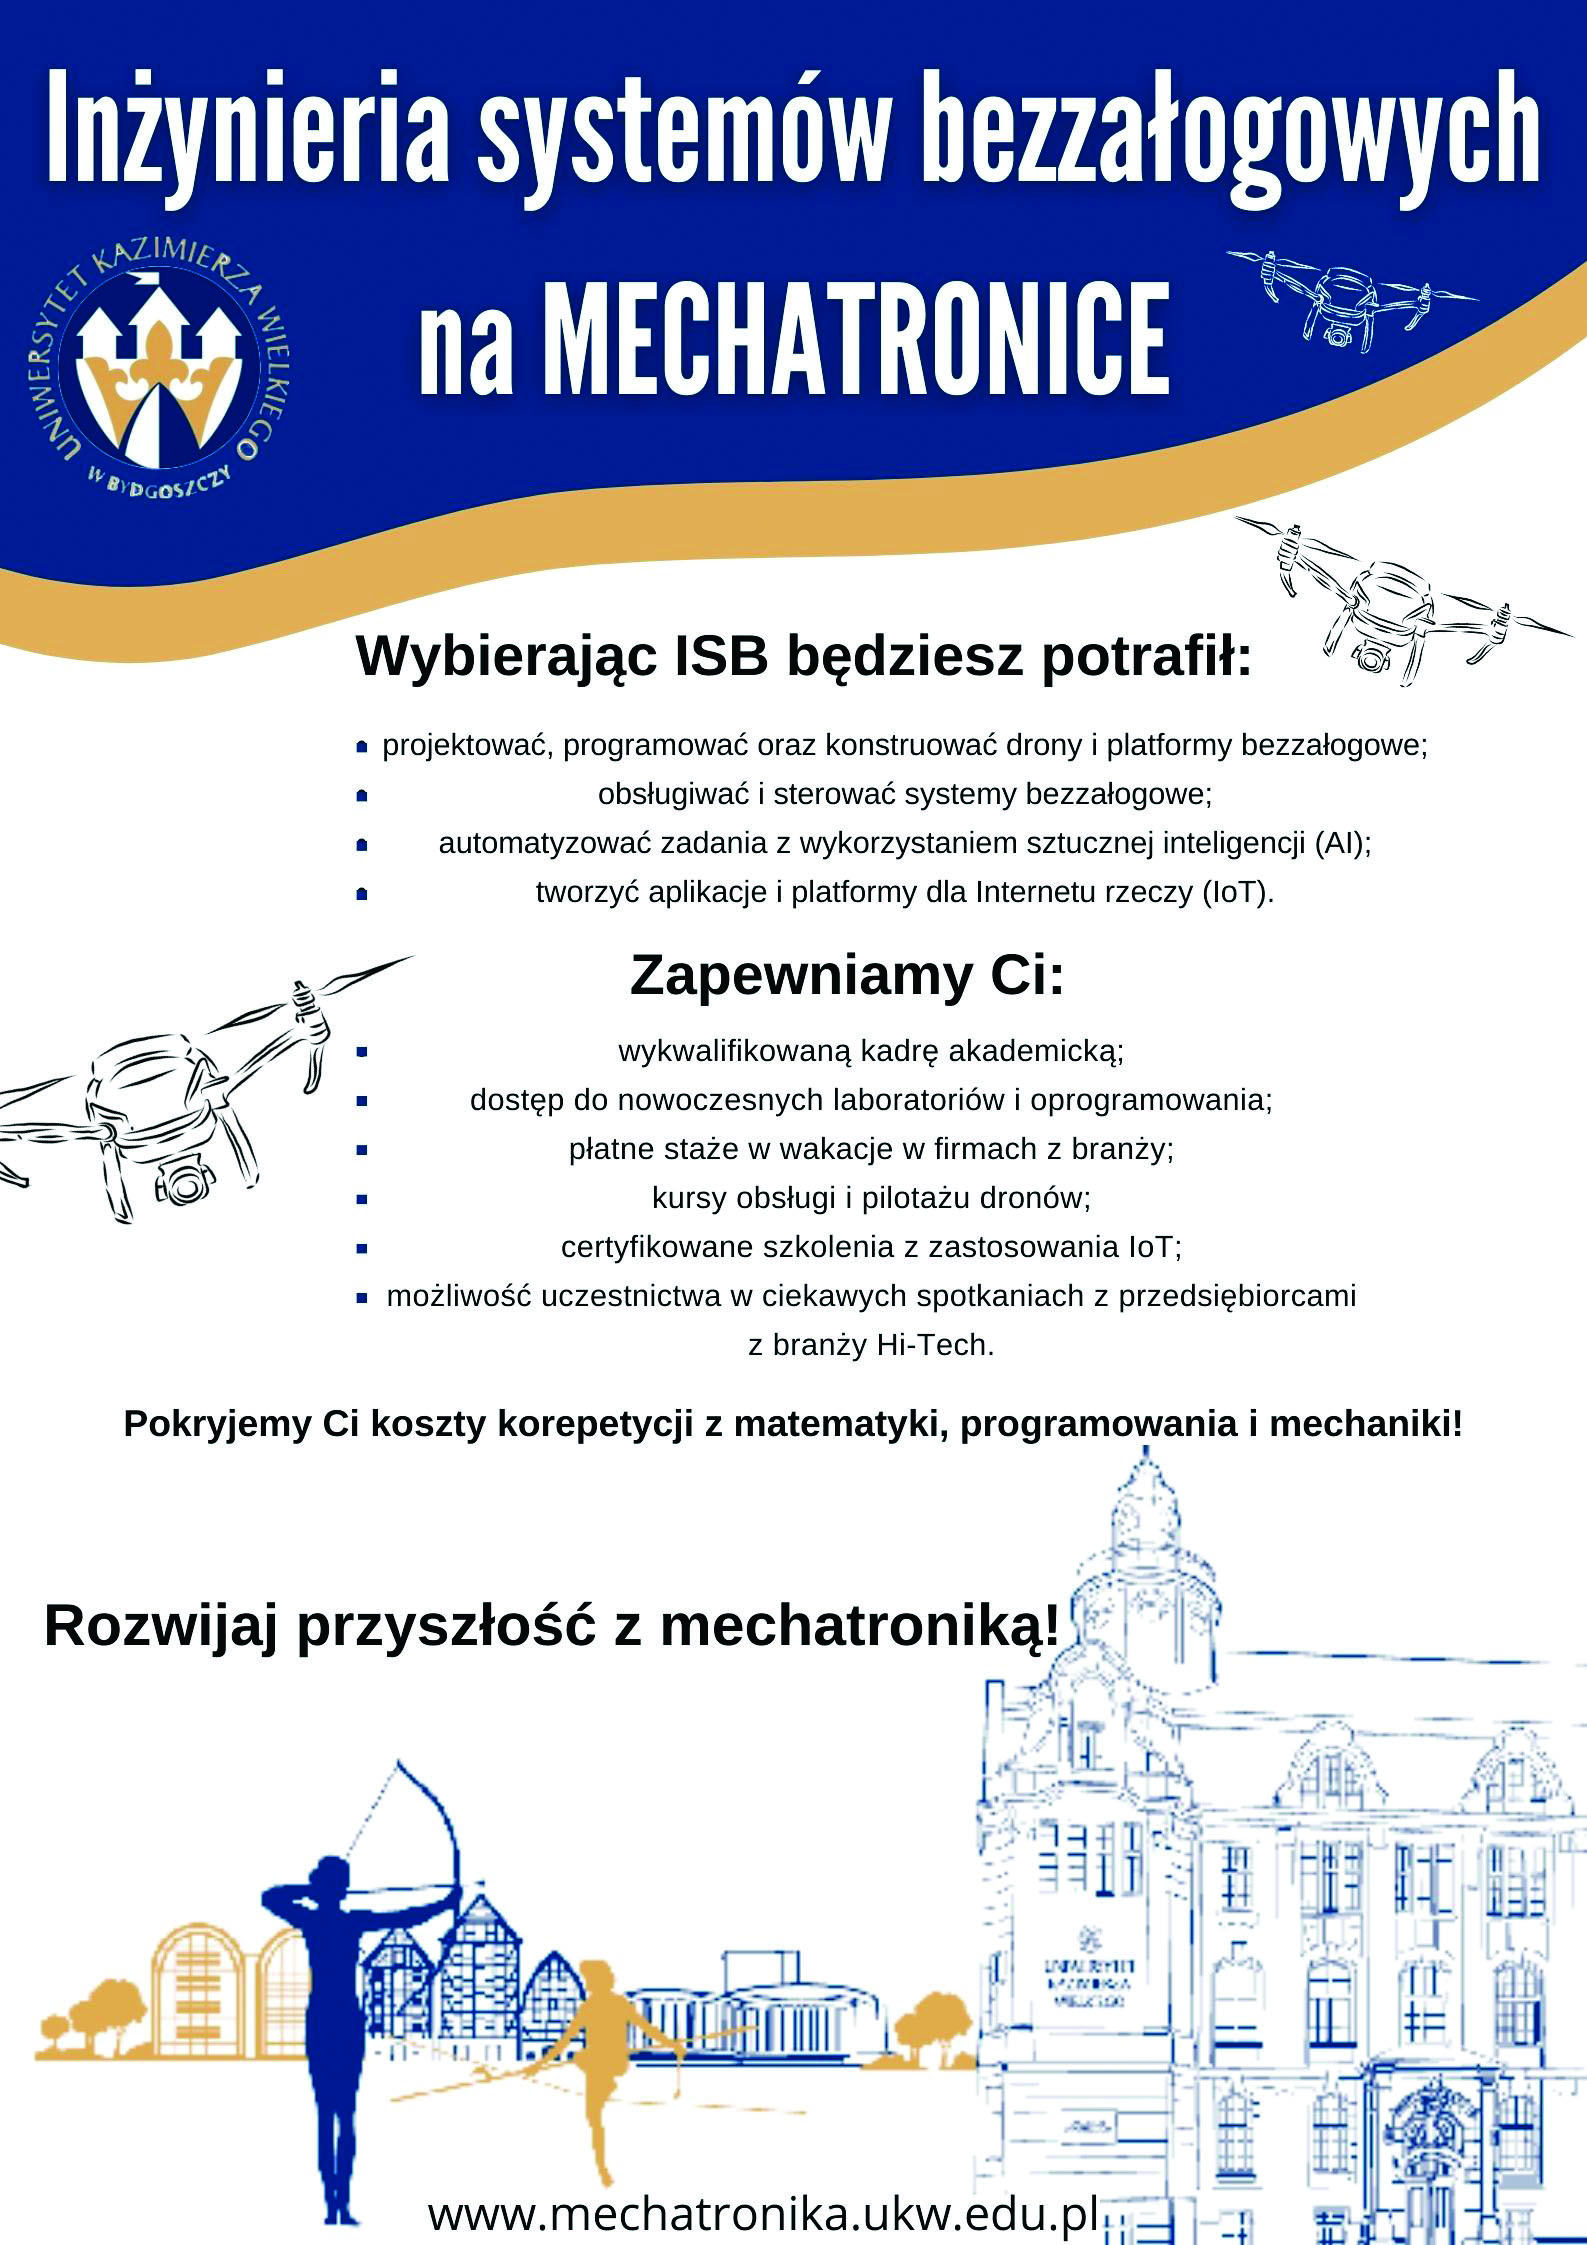 Inżynieria systemów bezzałogowych
na MECHATRONICE
UNIWERSYTET KAZIMIERZA WIELKIEGO
W BYDGOSZCZY
Wybierając ISB będziesz potrafił:
projektować, programować oraz konstruować drony i platformy bezzałogowe;
obsługiwać i sterować systemy bezzałogowe;
automatyzować zadania z wykorzystaniem sztucznej inteligencji (AI);
tworzyć aplikacje i platformy dla Internetu rzeczy (IoT).
Zapewniamy Ci:
wykwalifikowaną kadrę akademicką;
dostęp do nowoczesnych laboratoriów i oprogramowania;
płatne staże w wakacje w firmach z branży;
kursy obsługi i pilotażu dronów;
certyfikowane szkolenia z zastosowania IoT;
możliwość uczestnictwa w ciekawych spotkaniach z przedsiębiorcami
z branży Hi-Tech.
Pokryjemy Ci koszty korepetycji z matematyki, programowania i mechaniki!
Rozwijaj przyszłość z mechatroniką!
www.mechatronika.ukw.edu.pl